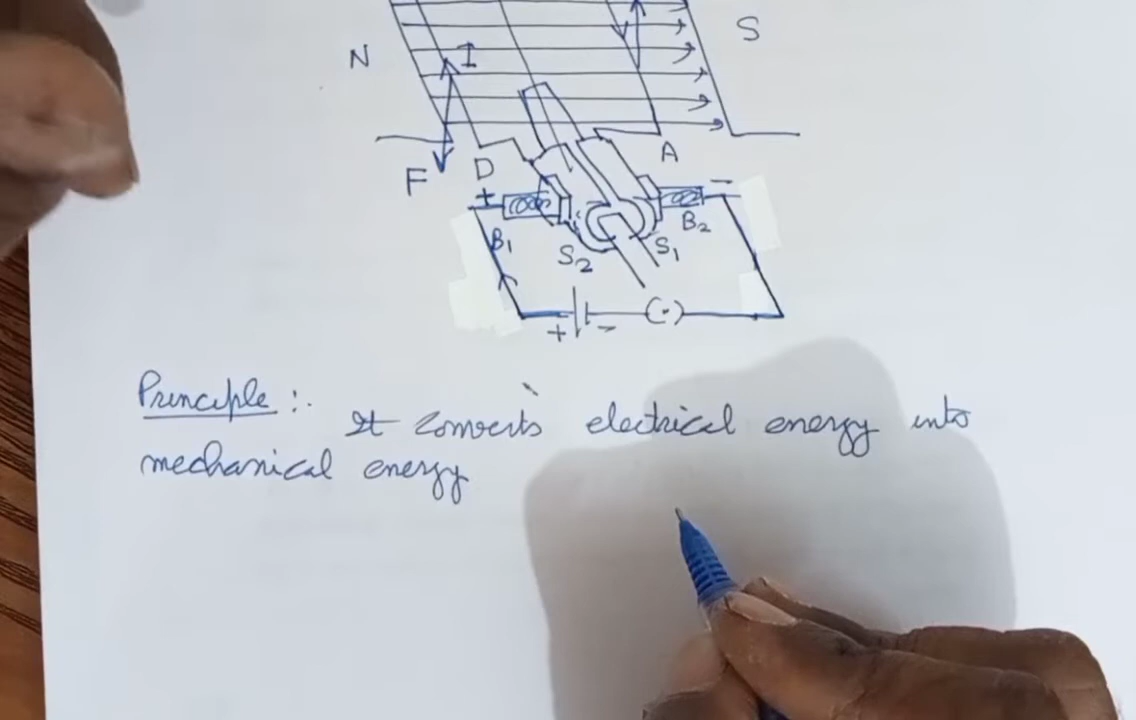 N
S
I
F
D
A
+
-
B1
B2
S2
S1
+
-
Principle :-
It converts electrical energy into
mechanical energy